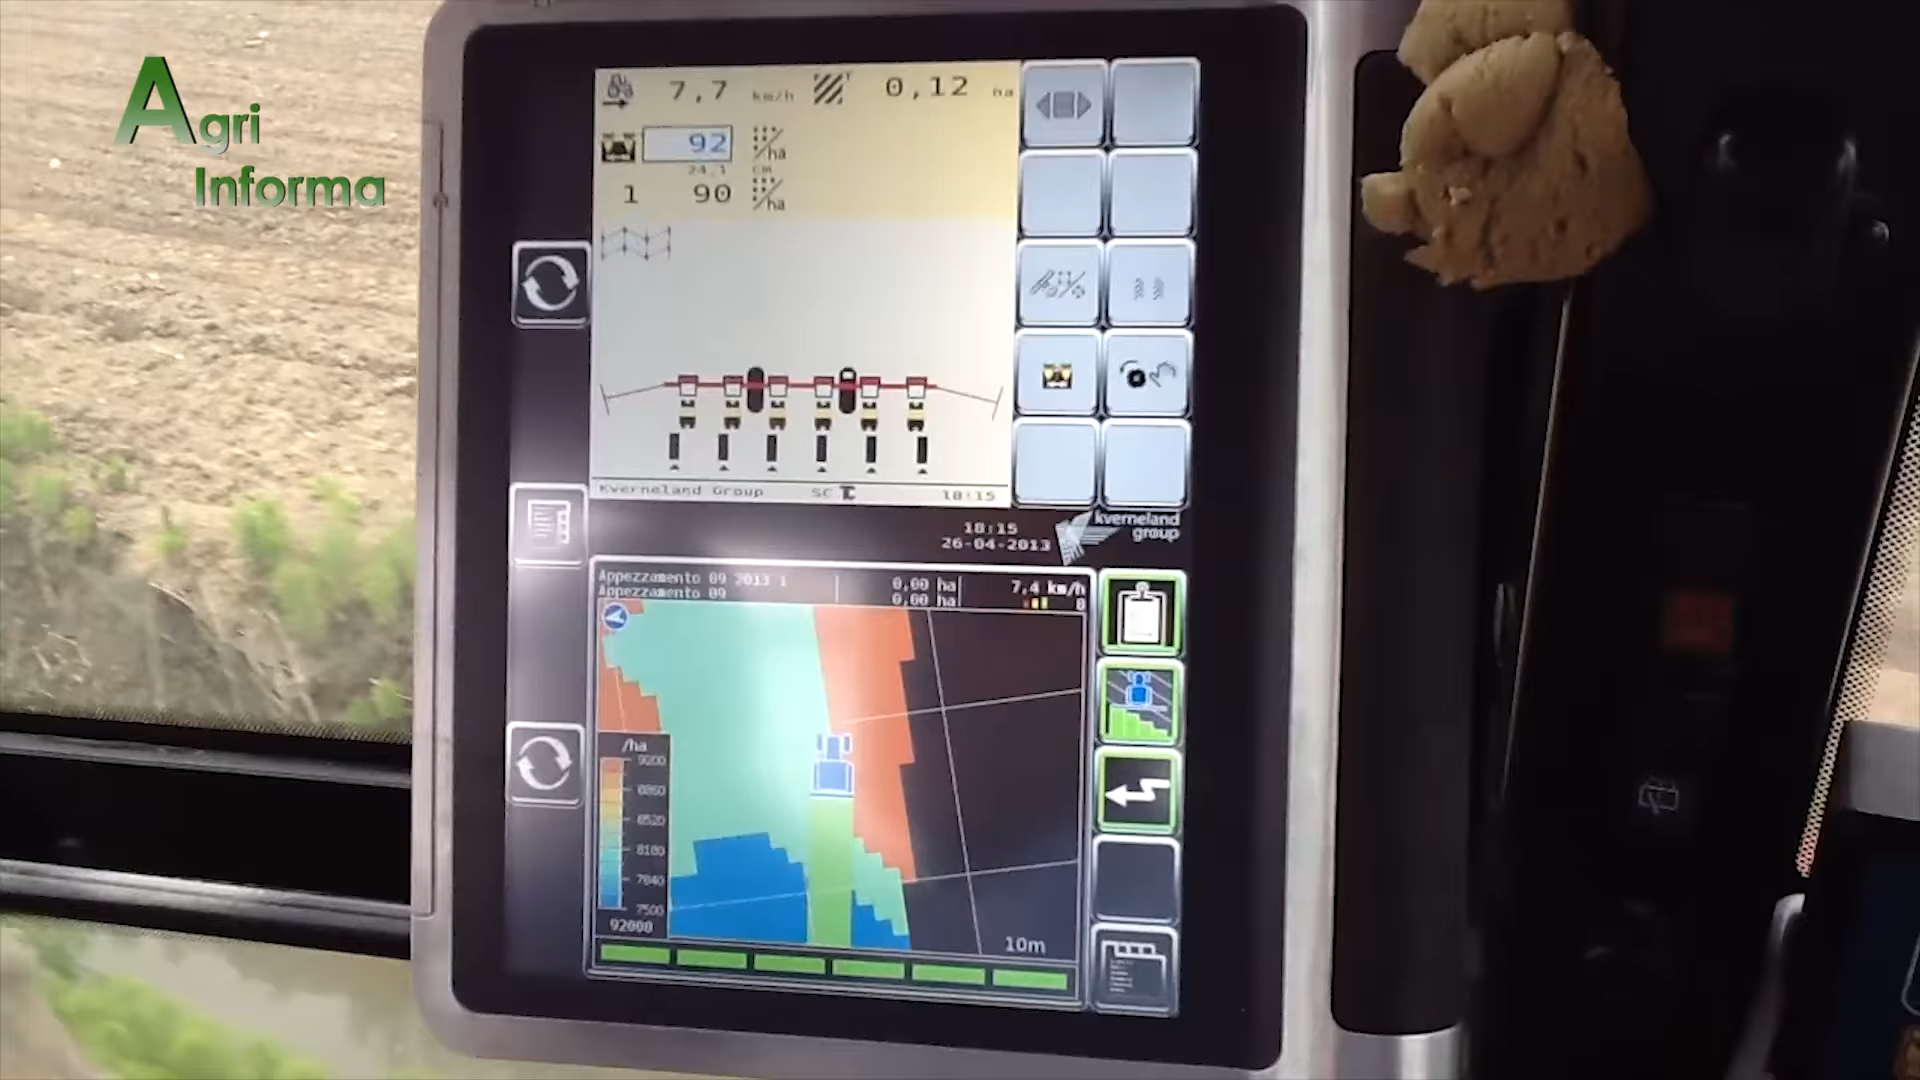 Agri
Informa
7,7 km/h 0,12 ha
92 /ha
24,1 cm
1 90 /ha
Kverneland Group SC TC 18:15
18:15
26-04-2013
kverneland
group
Appezzamento 09 2013 1 0,00 ha 7,4 km/h
Appezzamento 09 0,00 ha 8
/ha
9200
8860
8520
8180
7840
7500
92000
10m